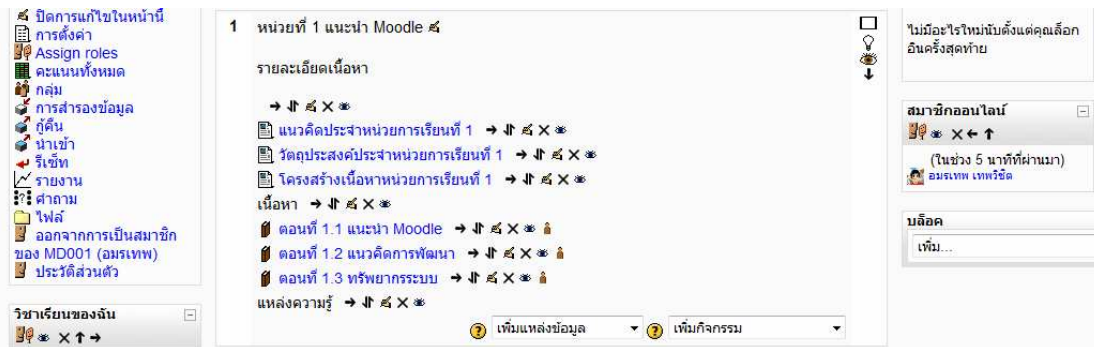 ปิดการแก้ไขในหน้านี้
การตั้งค่า
Assign roles
คะแนนทั้งหมด
กลุ่ม
การสำรองข้อมูล
กู้คืน
นำเข้า
รีเซ็ท
รายงาน
คำถาม
ไฟล์
ออกจากการเป็นสมาชิก
ของ MD001 (อมรเทพ)
ประวัติส่วนตัว
วิชาเรียนของฉัน
1 หน่วยที่ 1 แนะนำ Moodle
รายละเอียดเนื้อหา
แนวคิดประจำหน่วยการเรียนที่ 1
วัตถุประสงค์ประจำหน่วยการเรียนที่ 1
โครงสร้างเนื้อหาหน่วยการเรียนที่ 1
เนื้อหา
ตอนที่ 1.1 แนะนำ Moodle
ตอนที่ 1.2 แนวคิดการพัฒนา
ตอนที่ 1.3 ทรัพยากรระบบ
แหล่งความรู้
เพิ่มแหล่งข้อมูล
เพิ่มกิจกรรม
ไม่มีอะไรใหม่นับตั้งแต่คุณล็อก
อินครั้งสุดท้าย
สมาชิกออนไลน์
(ในช่วง 5 นาทีที่ผ่านมา)
อมรเทพ เทพวิชิต
บล็อค
เพิ่ม...